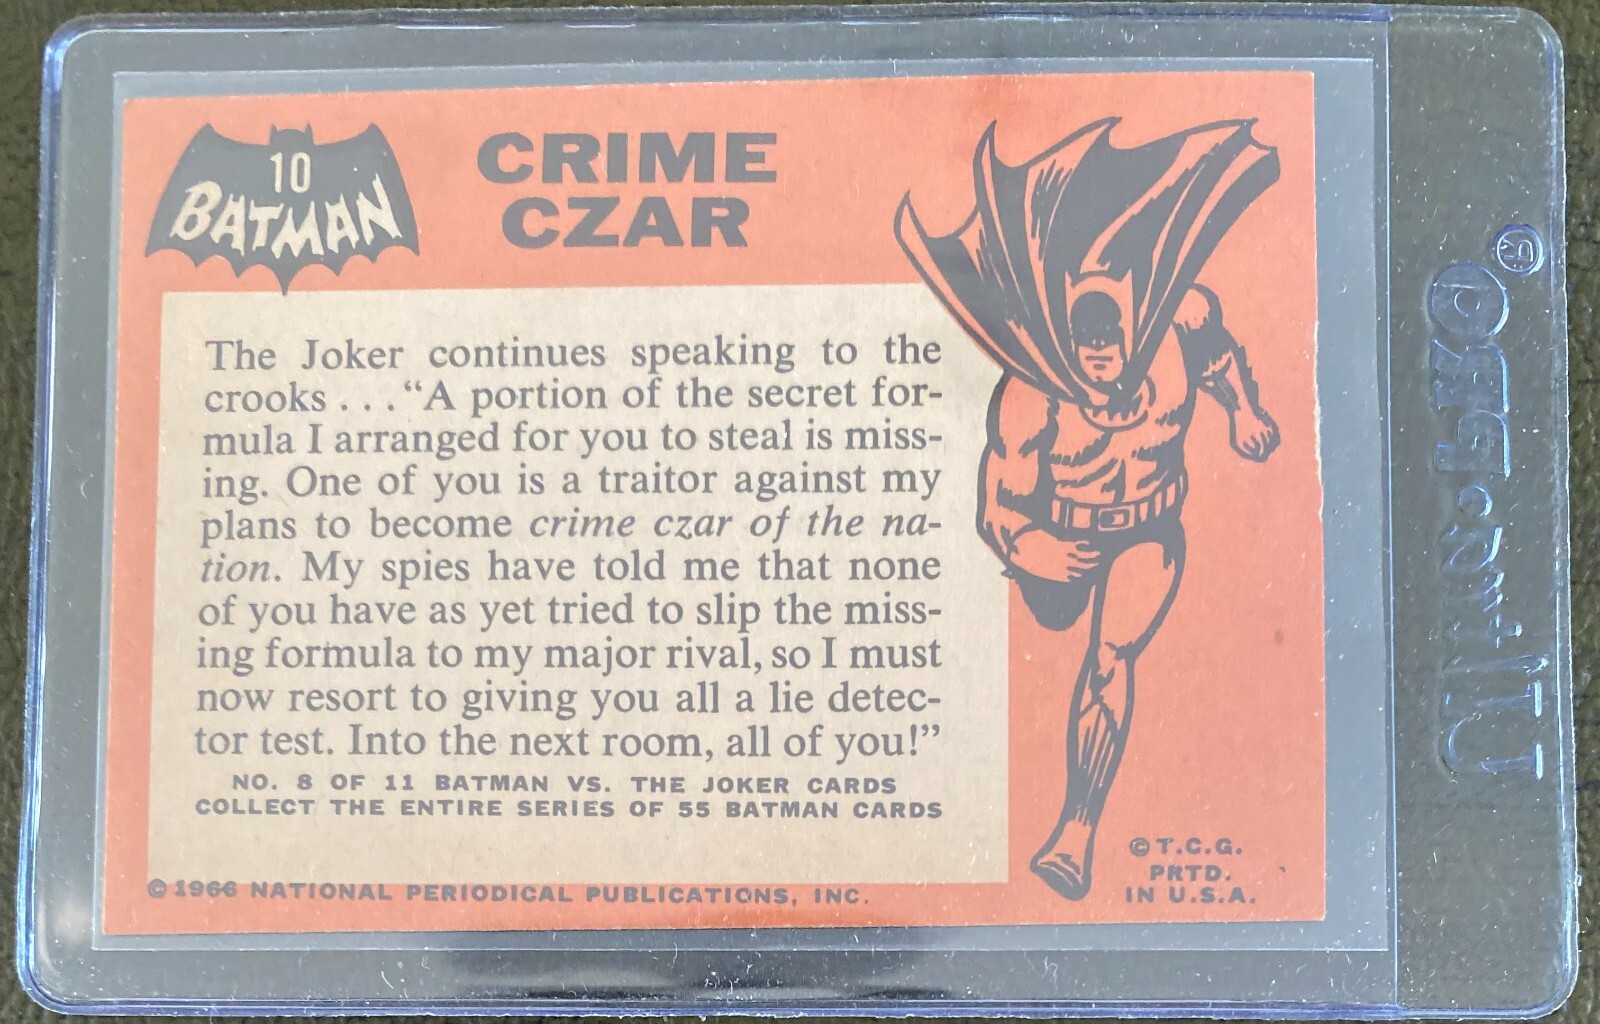 10
BATMAN
CRIME
CZAR
The Joker continues speaking to the
crooks . . . “A portion of the secret for-
mula I arranged for you to steal is miss-
ing. One of you is a traitor against my
plans to become crime czar of the na-
tion. My spies have told me that none
of you have as yet tried to slip the miss-
ing formula to my major rival, so I must
now resort to giving you all a lie detec-
tor test. Into the next room, all of you!”
NO. 8 OF 11 BATMAN VS. THE JOKER CARDS
COLLECT THE ENTIRE SERIES OF 55 BATMAN CARDS
© 1966 NATIONAL PERIODICAL PUBLICATIONS, INC.
© T.C.G.
PRTD.
IN U.S.A.